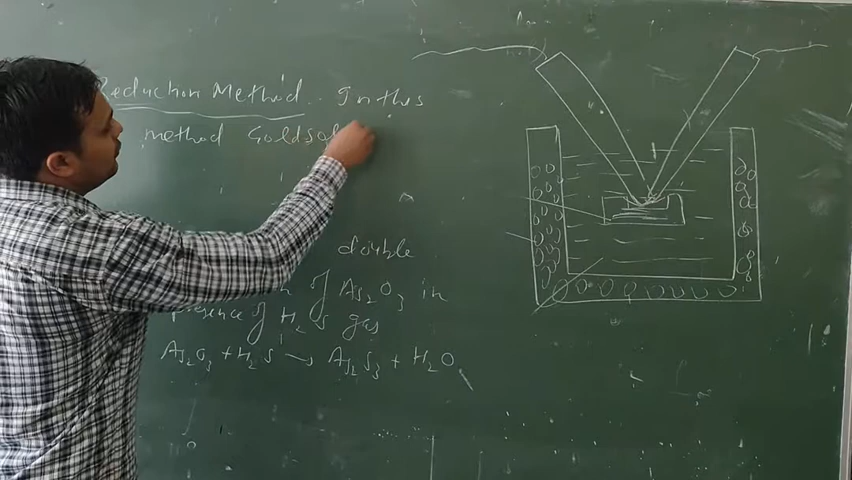 Reduction Method. In this
method Gold sol
double
of As₂O₃ in
presence of H₂S gas
As₂O₃ + H₂S → As₂S₃ + H₂O